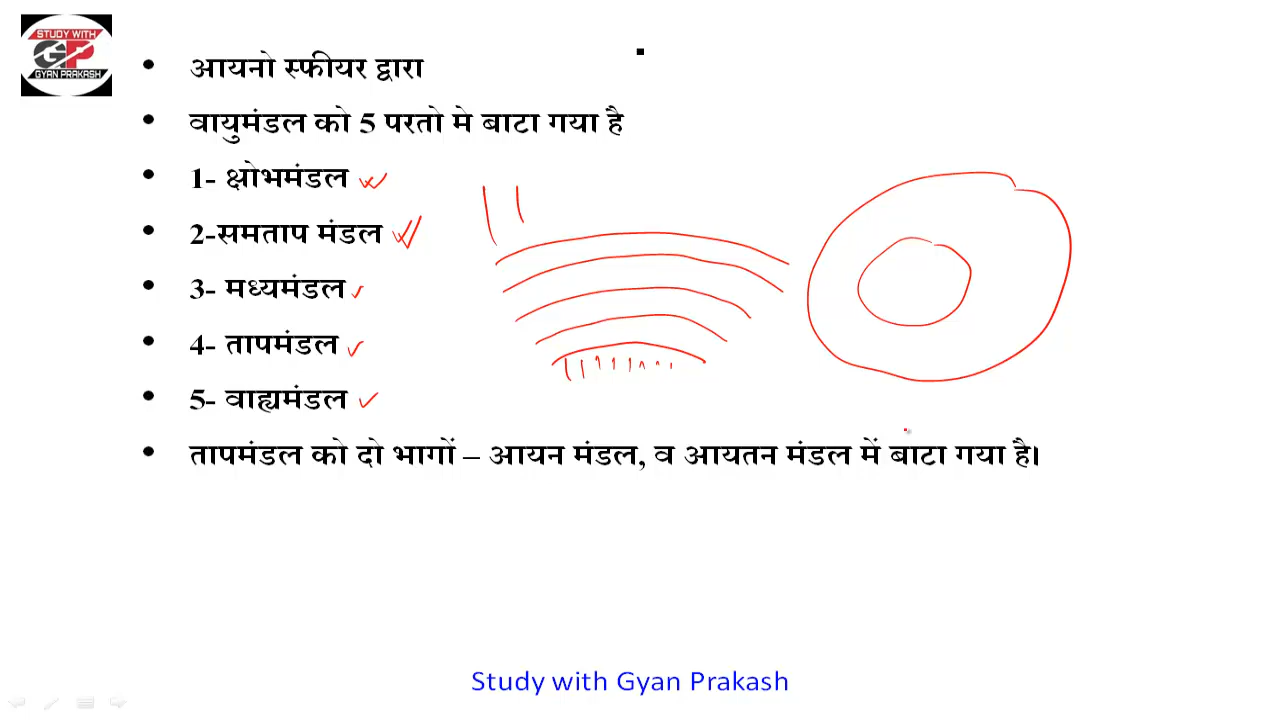 STUDY WITH
GP
GYAN PRAKASH
• आयनो स्फीयर द्वारा
• वायुमंडल को 5 परतो मे बाटा गया है
• 1- क्षोभमंडल
• 2-समताप मंडल
• 3- मध्यमंडल
• 4- तापमंडल
• 5- वाह्यमंडल
• तापमंडल को दो भागों – आयन मंडल, व आयतन मंडल में बाटा गया है।
Study with Gyan Prakash